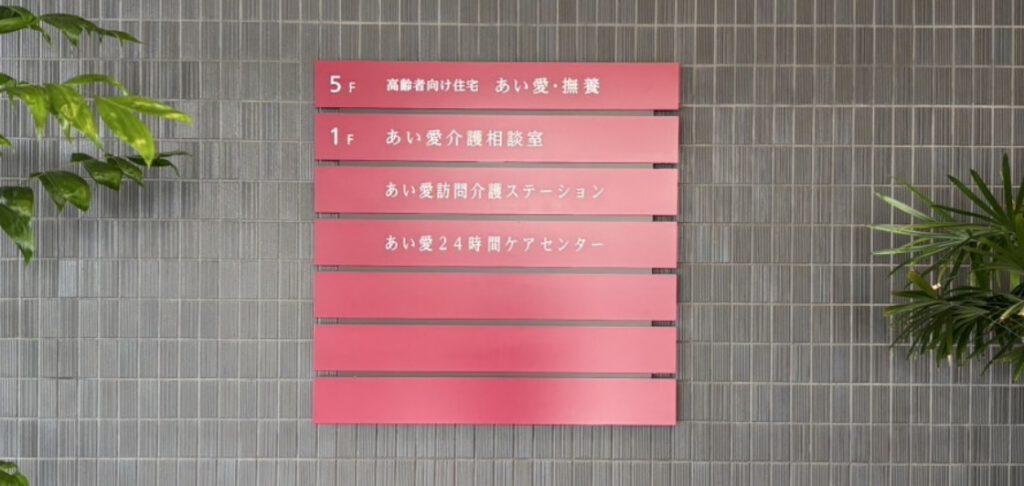 5F 高齢者向け住宅 あい愛・撫養
1F あい愛介護相談室
あい愛訪問介護ステーション
あい愛24時間ケアセンター